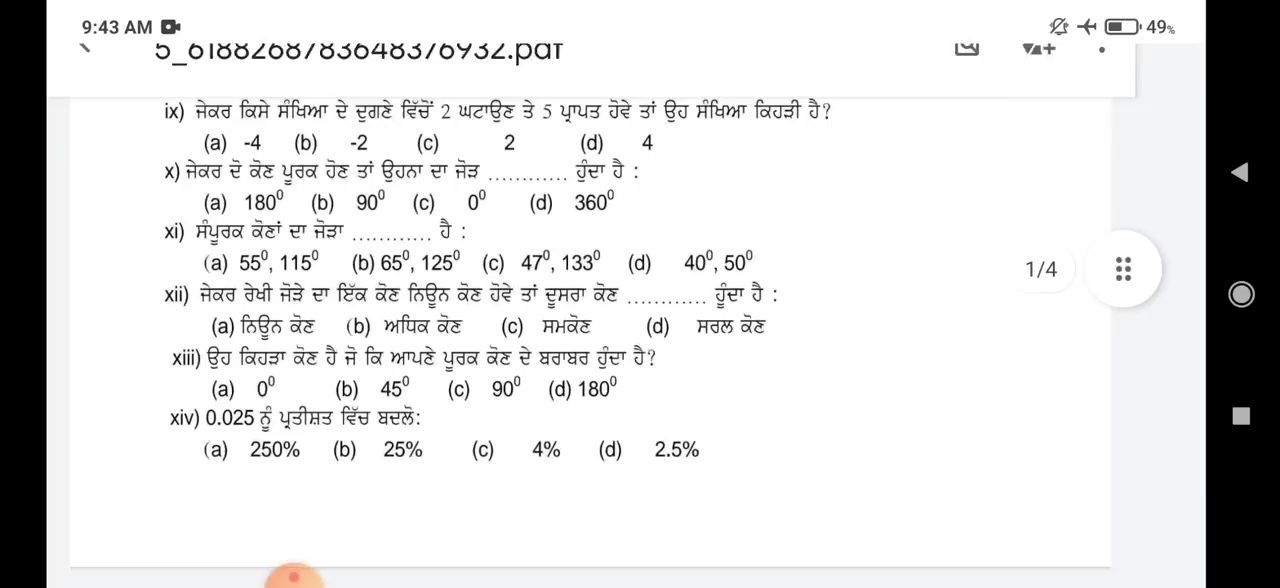 9:43 AM 49%
5_6188268783648376932.pdf
ix) ਜੇਕਰ ਕਿਸੇ ਸੰਖਿਆ ਦੇ ਦੁਗਣੇ ਵਿੱਚੋਂ 2 ਘਟਾਉਣ ਤੇ 5 ਪ੍ਰਾਪਤ ਹੋਵੇ ਤਾਂ ਉਹ ਸੰਖਿਆ ਕਿਹੜੀ ਹੈ?
(a) -4 (b) -2 (c) 2 (d) 4
x) ਜੇਕਰ ਦੋ ਕੋਣ ਪੂਰਕ ਹੋਣ ਤਾਂ ਉਹਨਾ ਦਾ ਜੋੜ ............ ਹੁੰਦਾ ਹੈ :
(a) 180⁰ (b) 90⁰ (c) 0⁰ (d) 360⁰
xi) ਸੰਪੂਰਕ ਕੋਣਾਂ ਦਾ ਜੋੜਾ ............ ਹੈ :
(a) 55⁰, 115⁰ (b) 65⁰, 125⁰ (c) 47⁰, 133⁰ (d) 40⁰, 50⁰
1/4
xii) ਜੇਕਰ ਰੇਖੀ ਜੋੜੇ ਦਾ ਇੱਕ ਕੋਣ ਨਿਊਨ ਕੋਣ ਹੋਵੇ ਤਾਂ ਦੂਸਰਾ ਕੋਣ ............ ਹੂੰਦਾ ਹੈ :
(a) ਨਿਊਨ ਕੋਣ (b) ਅਧਿਕ ਕੋਣ (c) ਸਮਕੋਣ (d) ਸਰਲ ਕੋਣ
xiii) ਉਹ ਕਿਹੜਾ ਕੋਣ ਹੈ ਜੋ ਕਿ ਆਪਣੇ ਪੂਰਕ ਕੋਣ ਦੇ ਬਰਾਬਰ ਹੁੰਦਾ ਹੈ?
(a) 0⁰ (b) 45⁰ (c) 90⁰ (d) 180⁰
xiv) 0.025 ਨੂੰ ਪ੍ਰਤੀਸ਼ਤ ਵਿੱਚ ਬਦਲੋ:
(a) 250% (b) 25% (c) 4% (d) 2.5%